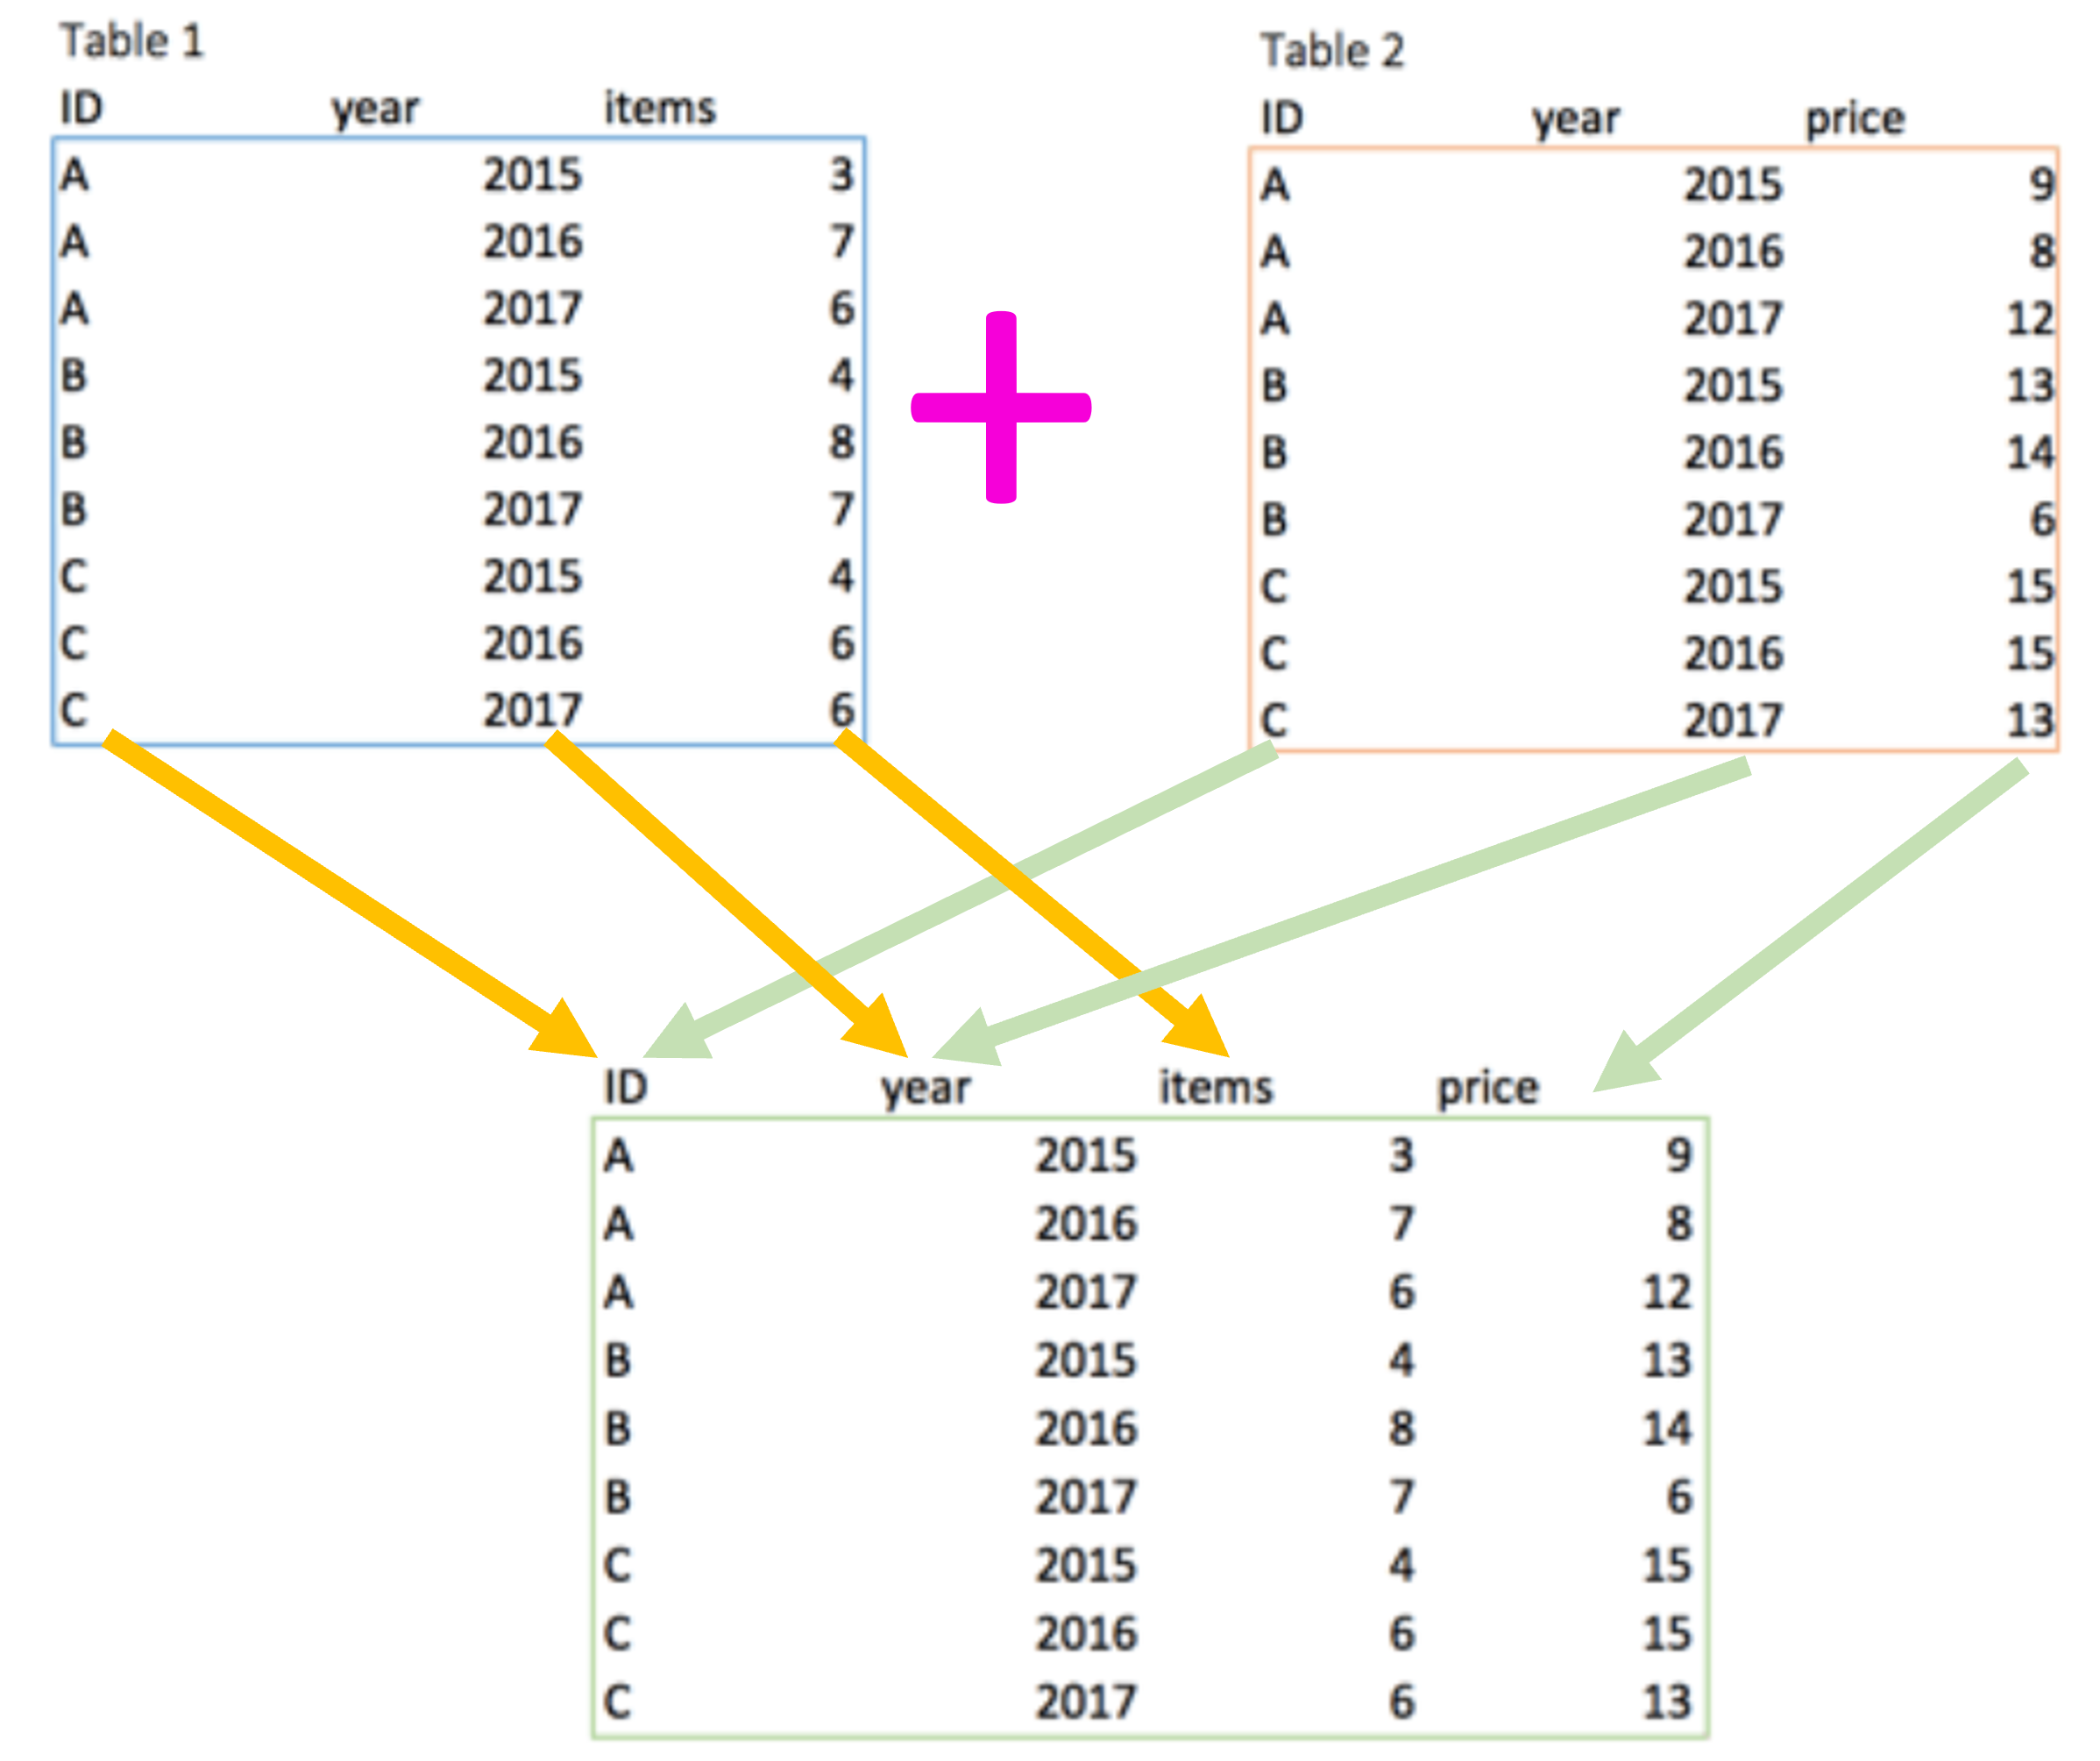 Table 1
ID year items
A 2015 3
A 2016 7
A 2017 6
B 2015 4
B 2016 8
B 2017 7
C 2015 4
C 2016 6
C 2017 6
Table 2
ID year price
A 2015 9
A 2016 8
A 2017 12
B 2015 13
B 2016 14
B 2017 6
C 2015 15
C 2016 15
C 2017 13
ID year items price
A 2015 3 9
A 2016 7 8
A 2017 6 12
B 2015 4 13
B 2016 8 14
B 2017 7 6
C 2015 4 15
C 2016 6 15
C 2017 6 13